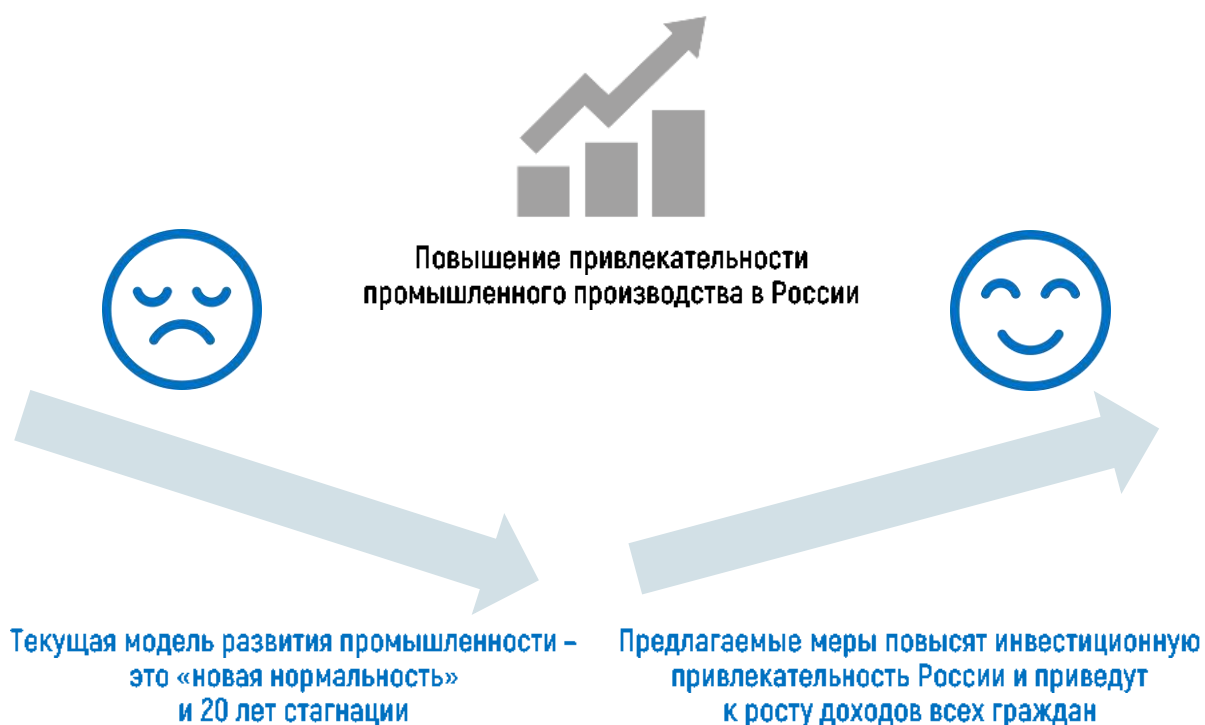 Повышение привлекательности
промышленного производства в России
Текущая модель развития промышленности –
это «новая нормальность»
и 20 лет стагнации
Предлагаемые меры повысят инвестиционную
привлекательность России и приведут
к росту доходов всех граждан